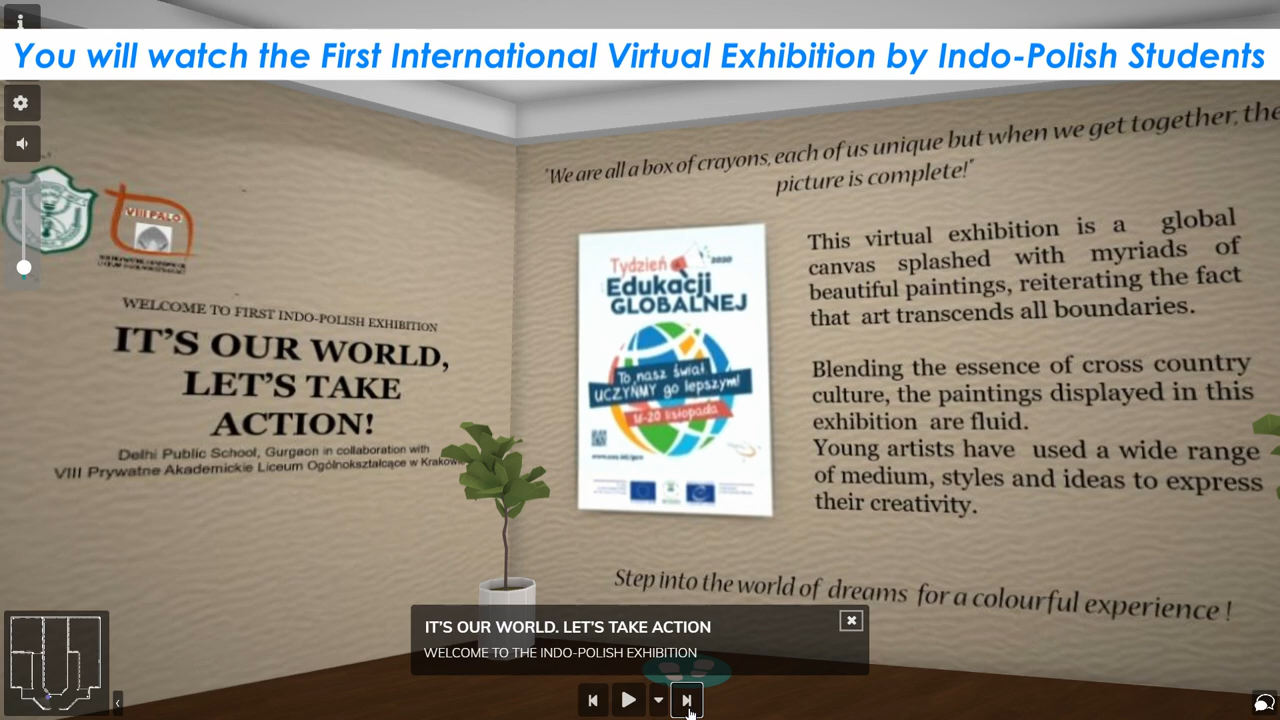 You will watch the First International Virtual Exhibition by Indo-Polish Students
VIII PALO
WELCOME TO FIRST INDO-POLISH EXHIBITION
IT'S OUR WORLD,
LET'S TAKE
ACTION!
Delhi Public School, Gurgaon in collaboration with
VIII Prywatne Akademickie Liceum Ogólnokształcące w Krakowie
"We are all a box of crayons, each of us unique but when we get together, the
picture is complete!"
Tydzień 2020
Edukacji
GLOBALNEJ
To nasz świat
UCZYŃMY go lepszym!
16-20 listopada
This virtual exhibition is a global
canvas splashed with myriads of
beautiful paintings, reiterating the fact
that art transcends all boundaries.
Blending the essence of cross country
culture, the paintings displayed in this
exhibition are fluid.
Young artists have used a wide range
of medium, styles and ideas to express
their creativity.
Step into the world of dreams for a colourful experience !
IT'S OUR WORLD. LET'S TAKE ACTION
WELCOME TO THE INDO-POLISH EXHIBITION